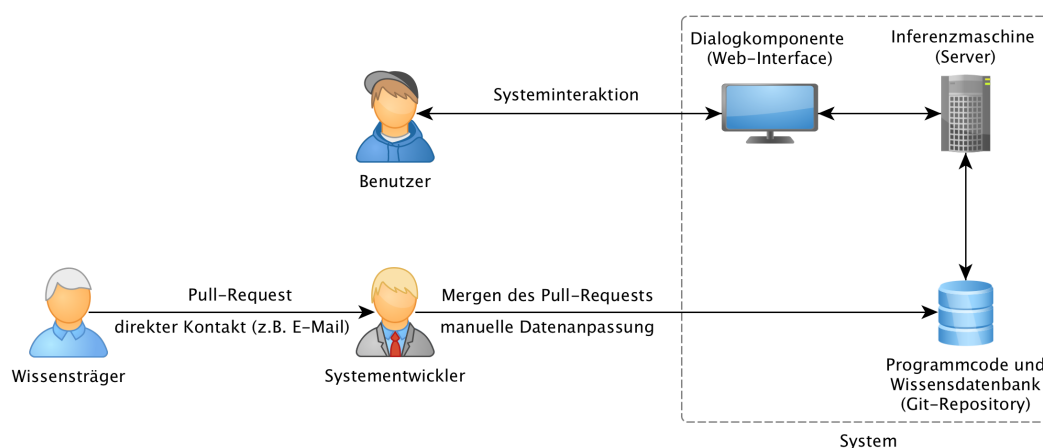 Dialogkomponente
(Web-Interface)
Inferenzmaschine
(Server)
Systeminteraktion
Benutzer
Pull-Request
direkter Kontakt (z.B. E-Mail)
Mergen des Pull-Requests
manuelle Datenanpassung
Wissensträger
Systementwickler
Programmcode und
Wissensdatenbank
(Git-Repository)
System